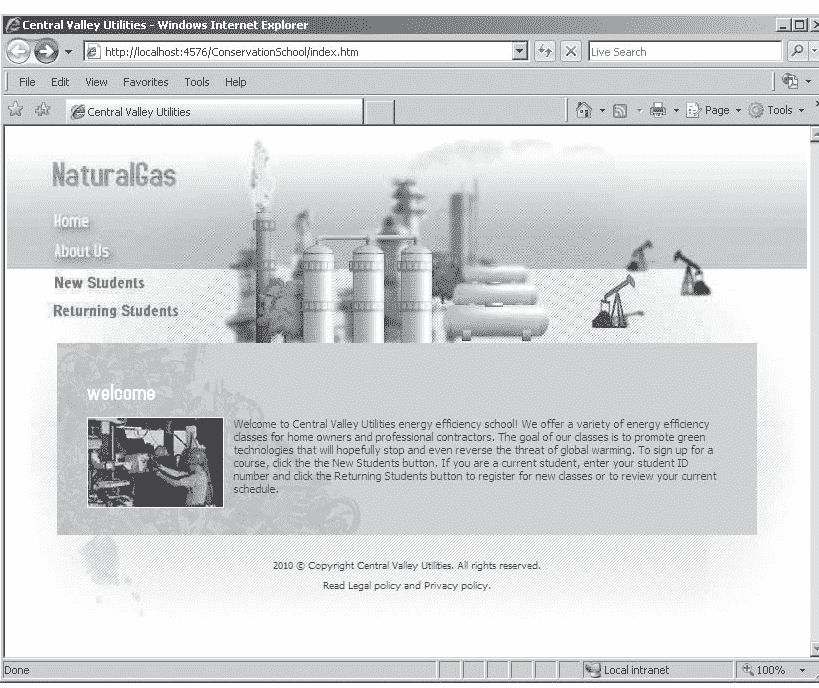 Central Valley Utilities - Windows Internet Explorer
http://localhost:4576/ConservationSchool/index.htm
Live Search
File Edit View Favorites Tools Help
Central Valley Utilities
Page Tools
NaturalGas
Home
About Us
New Students
Returning Students
welcome
Welcome to Central Valley Utilities energy efficiency school! We offer a variety of energy efficiency
classes for home owners and professional contractors. The goal of our classes is to promote green
technologies that will hopefully stop and even reverse the threat of global warming. To sign up for a
course, click the the New Students button. If you are a current student, enter your student ID
number and click the Returning Students button to register for new classes or to review your current
schedule.
2010 © Copyright Central Valley Utilities. All rights reserved.
Read Legal policy and Privacy policy.
Done
Local intranet
100%